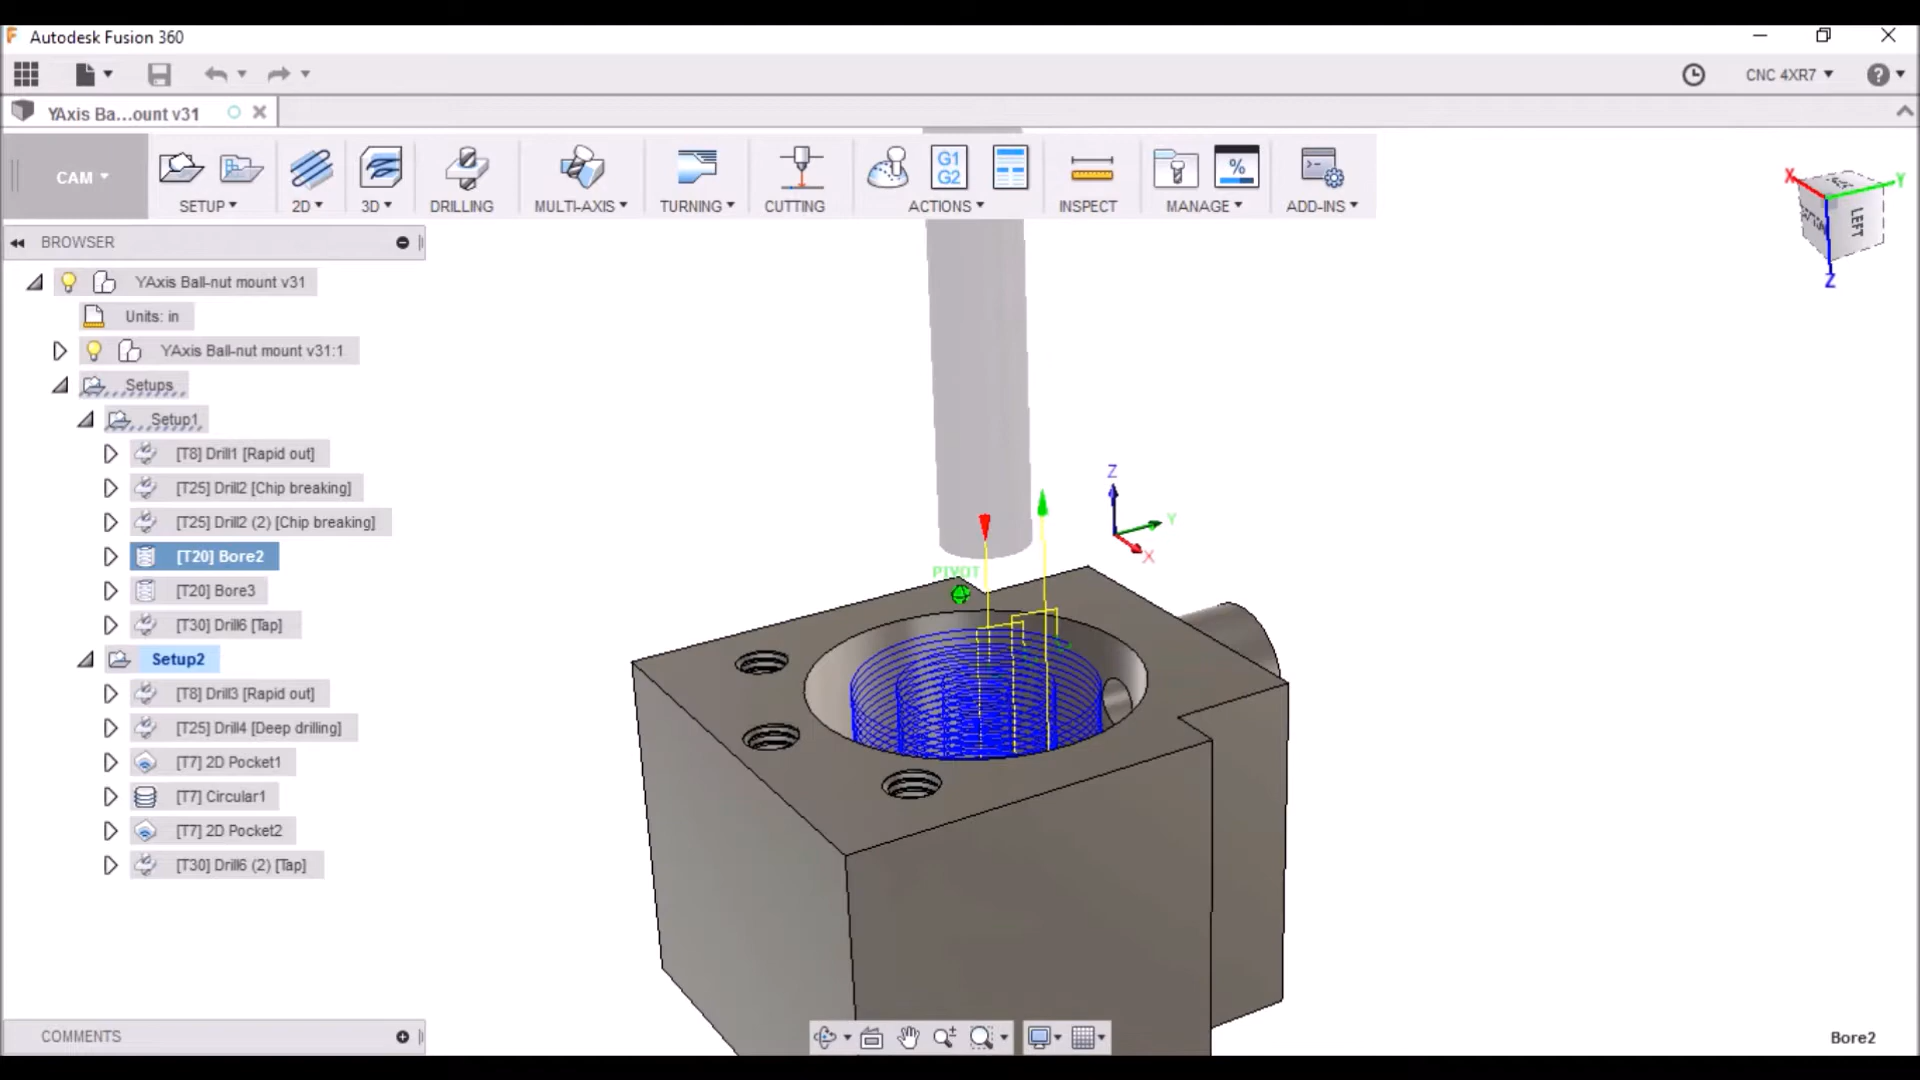 Autodesk Fusion 360
CNC 4XR7
YAxis Ba...ount v31
CAM
G1
G2
%
SETUP
2D
3D
DRILLING
MULTI-AXIS
TURNING
CUTTING
ACTIONS
INSPECT
MANAGE
ADD-INS
X
Y
LEFT
Z
BROWSER
YAxis Ball-nut mount v31
Units: in
YAxis Ball-nut mount v31:1
Setups
Setup1
[T8] Drill1 [Rapid out]
[T25] Drill2 [Chip breaking]
[T25] Drill2 (2) [Chip breaking]
[T20] Bore2
[T20] Bore3
[T30] Drill6 [Tap]
Setup2
[T8] Drill3 [Rapid out]
[T25] Drill4 [Deep drilling]
[T7] 2D Pocket1
[T7] Circular1
[T7] 2D Pocket2
[T30] Drill6 (2) [Tap]
Z
Y
X
PIVOT
COMMENTS
Bore2